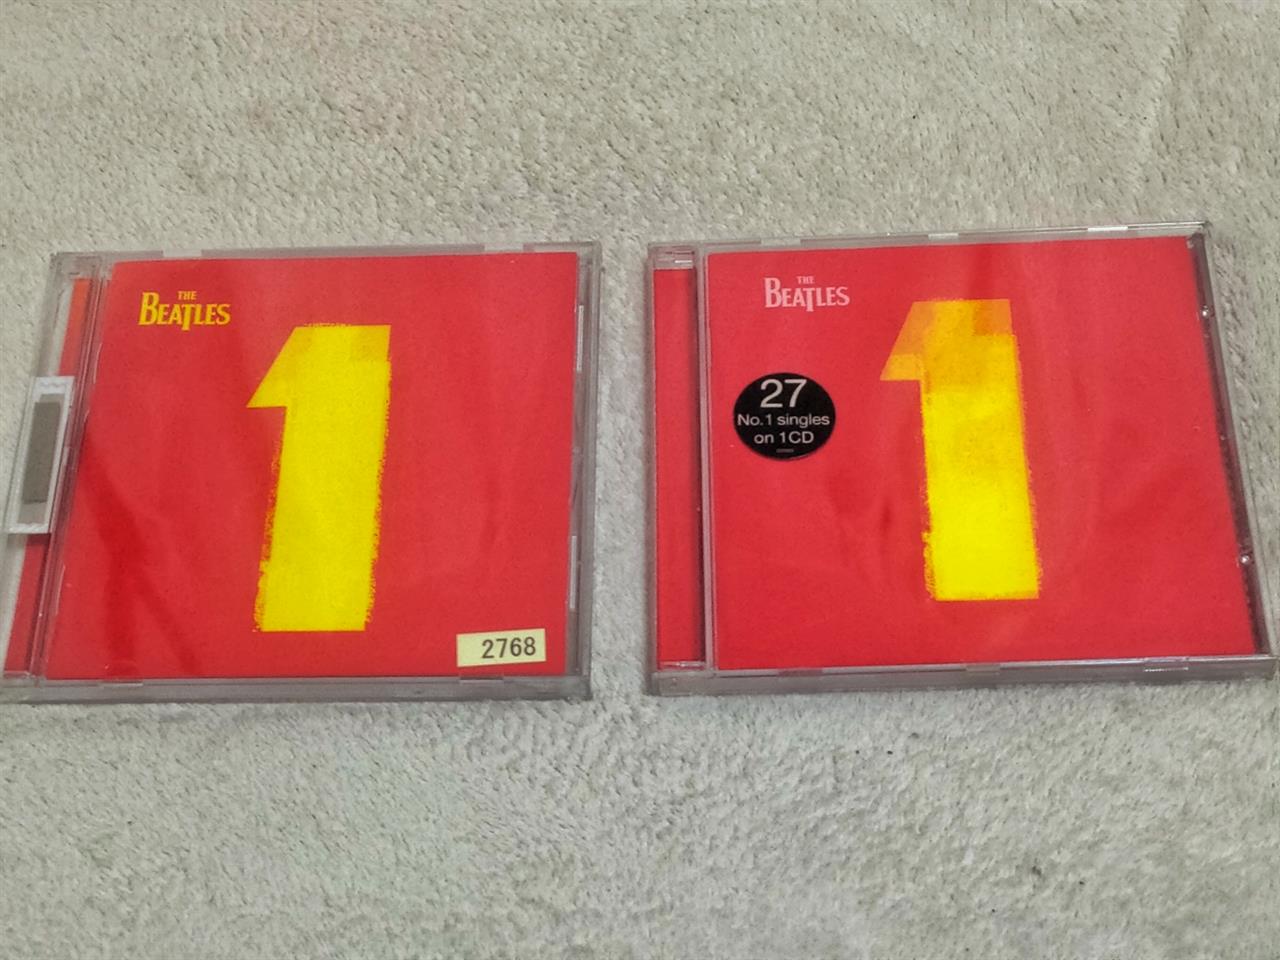 THE
BEATLES
1
2768
THE
BEATLES
1
27
No.1 singles
on 1CD